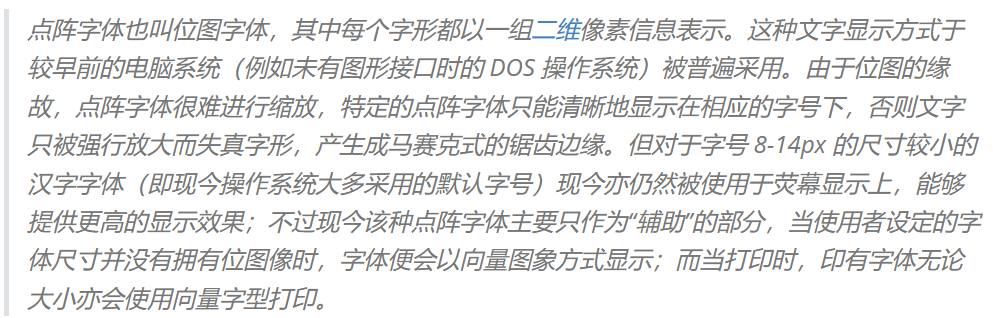 点阵字体也叫位图字体，其中每个字形都以一组二维像素信息表示。这种文字显示方式于
较早前的电脑系统（例如未有图形接口时的 DOS 操作系统）被普遍采用。由于位图的缘
故，点阵字体很难进行缩放，特定的点阵字体只能清晰地显示在相应的字号下，否则文字
只被强行放大而失真字形，产生成马赛克式的锯齿边缘。但对于字号 8-14px 的尺寸较小的
汉字字体（即现今操作系统大多采用的默认字号）现今亦仍然被使用于荧幕显示上，能够
提供更高的显示效果；不过现今该种点阵字体主要只作为“辅助”的部分，当使用者设定的字
体尺寸并没有拥有位图像时，字体便会以向量图象方式显示；而当打印时，印有字体无论
大小亦会使用向量字型打印。